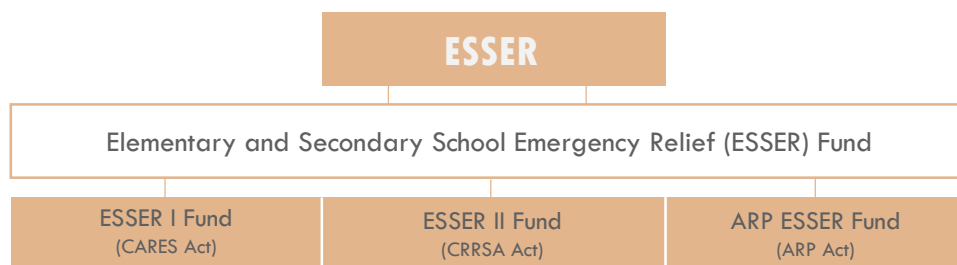 ESSER
Elementary and Secondary School Emergency Relief (ESSER) Fund
ESSER I Fund
(CARES Act)
ESSER II Fund
(CRRSA Act)
ARP ESSER Fund
(ARP Act)